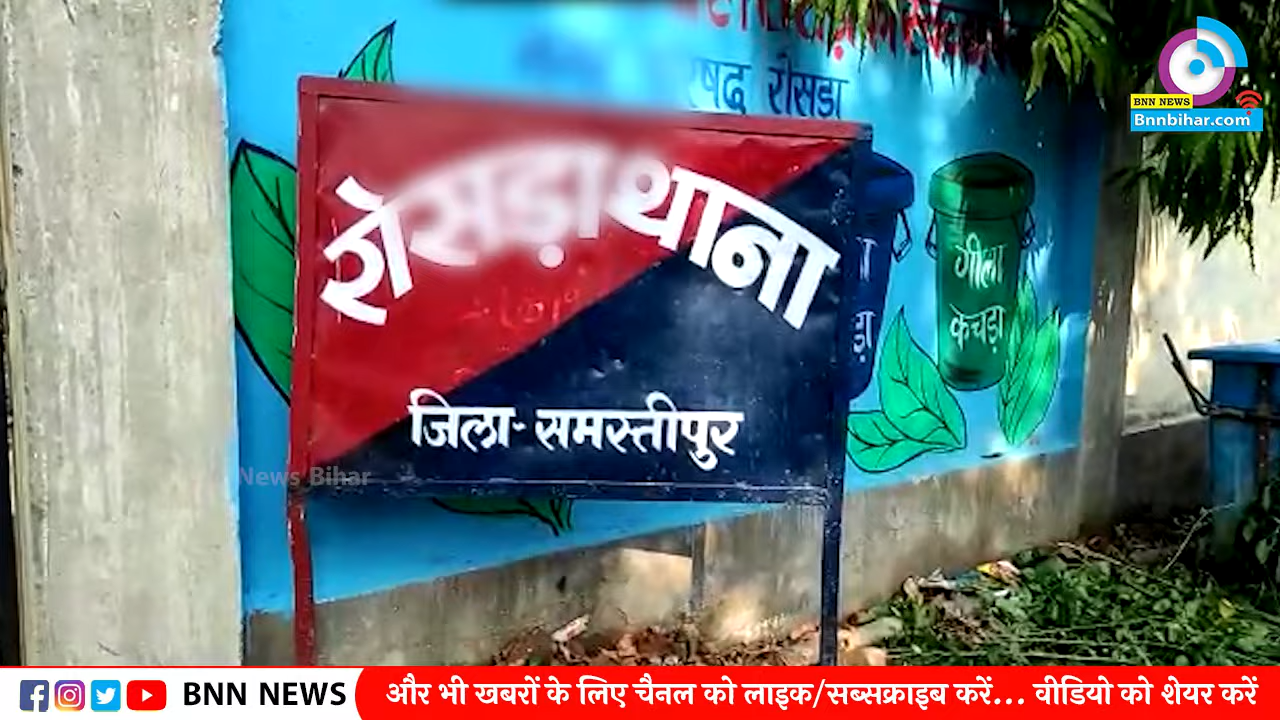 रषद रोसड़ा
BNN NEWS
Bnnbihar.com
रोसड़ा थाना
गीला
कचड़ा
जिला-समस्तीपुर
News Bihar
BNN NEWS
और भी खबरों के लिए चैनल को लाइक/सब्सक्राइब करें... वीडियो को शेयर करें